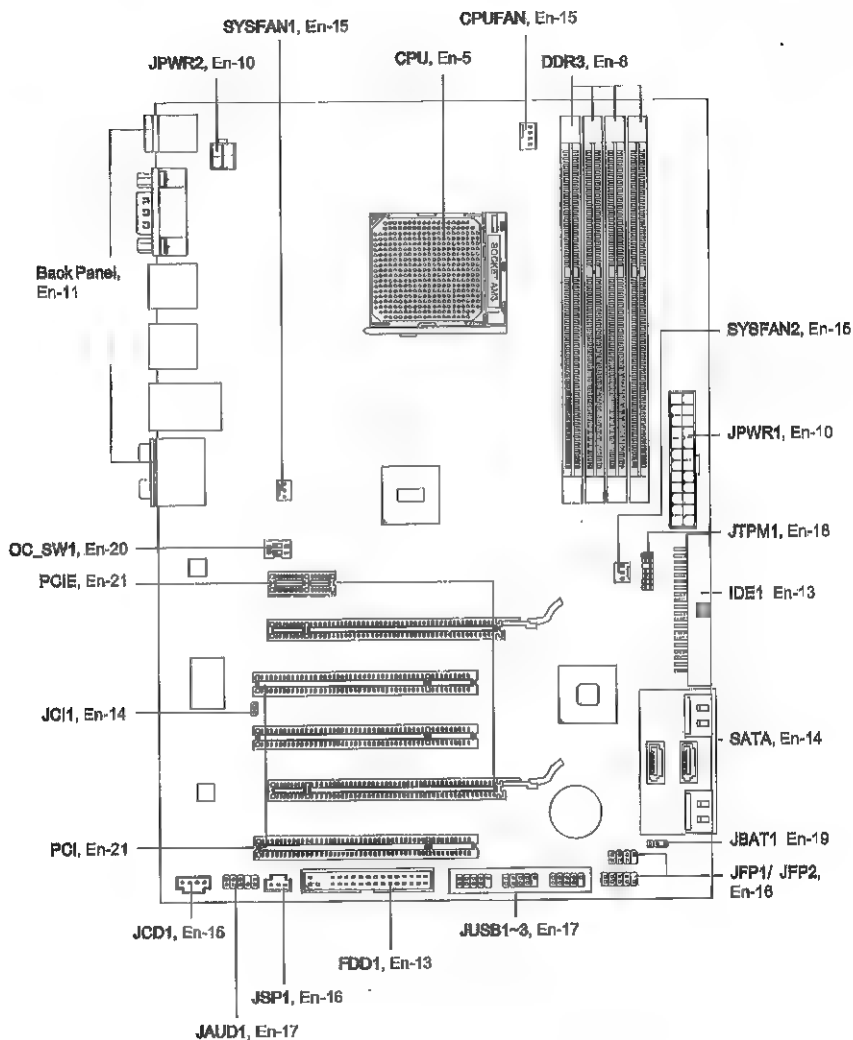 CPUFAN, En-15
SYSFAN1, En-15
JPWR2, En-10
CPU, En-5
DDR3, En-8
Back Panel,
En-11
SOCKET AM3
SYSFAN2, En-15
JPWR1, En-10
OC_SW1, En-20
JTPM1, En-18
PCIE, En-21
IDE1 En-13
JCI1, En-14
SATA, En-14
PCI, En-21
JBAT1 En-19
JFP1/ JFP2,
En-16
JCD1, En-15
JUSB1~3, En-17
FDD1, En-13
JSP1, En-16
JAUD1, En-17